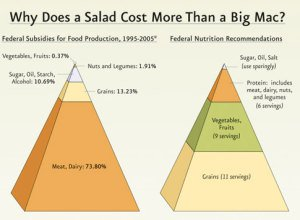 Why Does a Salad Cost More Than a Big Mac?
Federal Subsidies for Food Production, 1995-2005*
Federal Nutrition Recommendations
Vegetables, Fruits: 0.37%
Nuts and Legumes: 1.91%
Sugar, Oil, Starch,
Alcohol: 10.69%
Grains: 13.23%
Meat, Dairy: 73.80%
Sugar, Oil, Salt
(use sparingly)
Protein: includes
meat, dairy, nuts,
and legumes
(6 servings)
Vegetables,
Fruits
(9 servings)
Grains (11 servings)